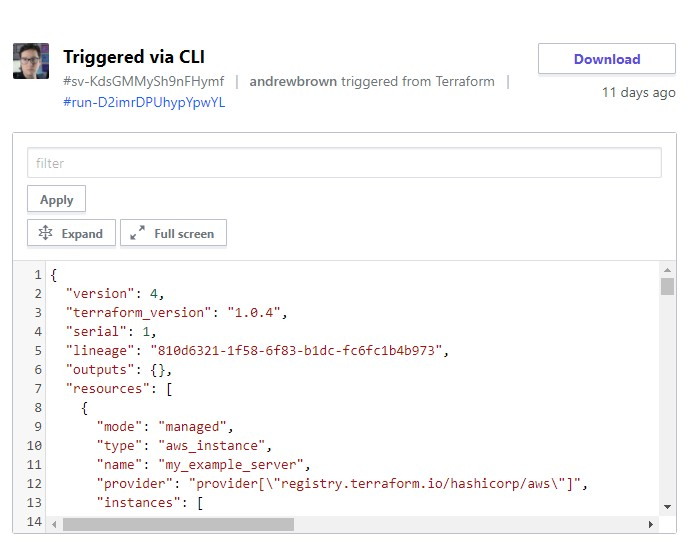 Triggered via CLI
Download
#sv-KdsGMMySh9nFHymf | andrewbrown triggered from Terraform |
11 days ago
#run-D2imrDPUhypYpwYL
filter
Apply
Expand
Full screen
1 {
2 "version": 4,
3 "terraform_version": "1.0.4",
4 "serial": 1,
5 "lineage": "810d6321-1f58-6f83-b1dc-fc6fc1b4b973",
6 "outputs": {},
7 "resources": [
8 {
9 "mode": "managed",
10 "type": "aws_instance",
11 "name": "my_example_server",
12 "provider": "provider[\"registry.terraform.io/hashicorp/aws\"]",
13 "instances": [
14